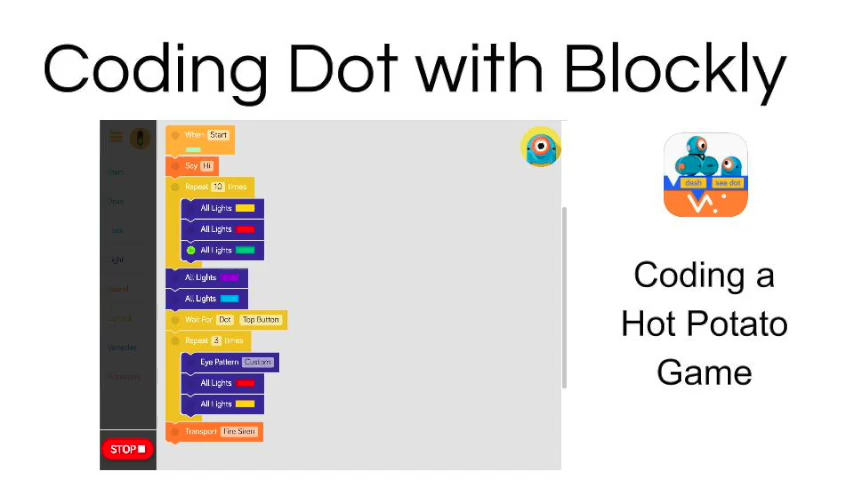 Coding Dot with Blockly
When Start
Say Hi
Repeat 10 times
All Lights
All Lights
All Lights
All Lights
All Lights
Wait For Dot Top Button
Repeat 3 times
Eye Pattern Custom
All Lights
All Lights
Transport Fire Siren
STOP
dash see dot
Coding a
Hot Potato
Game